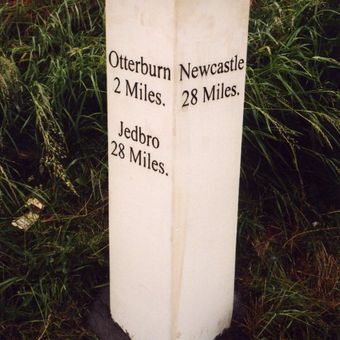 Otterburn
2 Miles.
Jedbro
28 Miles.
Newcastle
28 Miles.